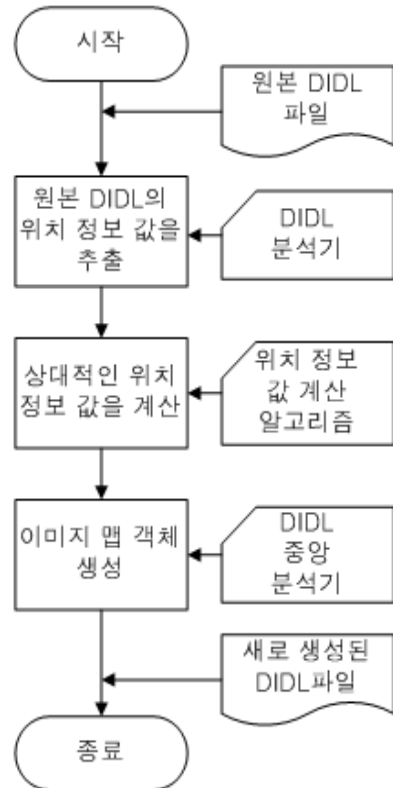 시작
원본 DIDL
파일
원본 DIDL의
위치 정보 값을
추출
DIDL
분석기
상대적인 위치
정보 값을 계산
위치 정보
값 계산
알고리즘
이미지 맵 객체
생성
DIDL
중앙
분석기
새로 생성된
DIDL파일
종료